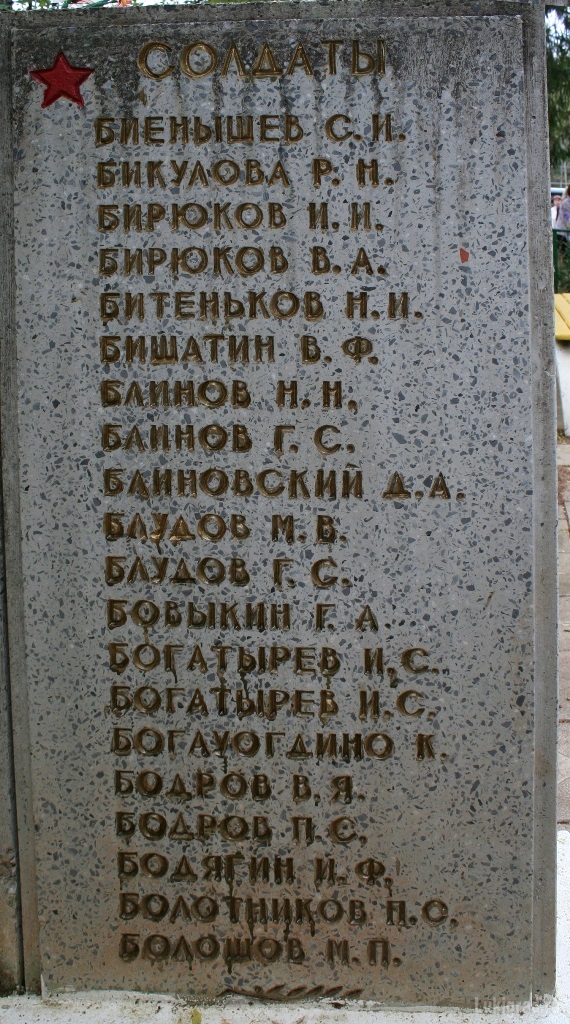 СОЛДАТЫ
БИЕНЫШЕВ С. И.
БИКУЛОВА Р. Н.
БИРЮКОВ И. И.
БИРЮКОВ В. А.
БИТЕНЬКОВ Н. И.
БИШАТИН В. Ф.
БЛИНОВ Н. Н.
БЛИНОВ Г. С.
БЛИНОВСКИЙ Д. А.
БЛУДОВ М. В.
БЛУДОВ Г. С.
БОВЫКИН Г. А.
БОГАТЫРЕВ И. С.
БОГАТЫРЕВ И. С.
БОГАУОГДИНО К.
БОДРОВ В. Я.
БОДРОВ П. С.
БОДЯГИН И. Ф.
БОЛОТНИКОВ П. С.
БОЛОШОВ М. П.